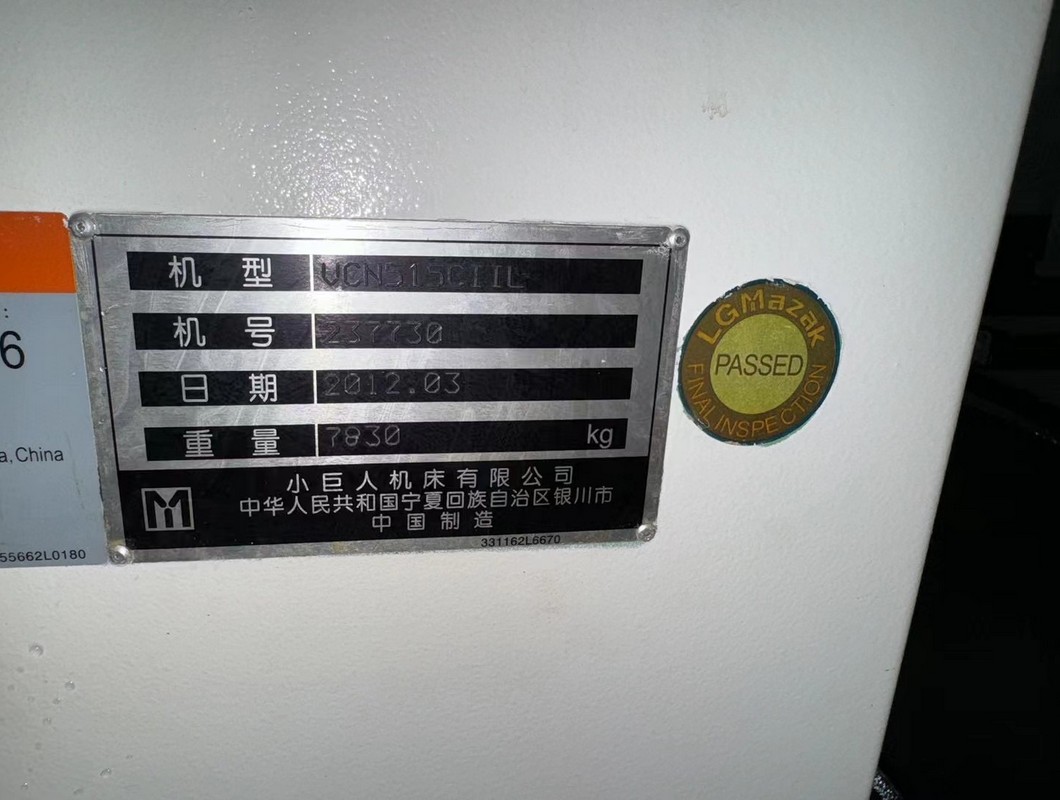 :
6
a, China
55662L0180
机 型 VCN515CIIL
机 号 237730
日 期 2012.03
重 量 7830 kg
小巨人机床有限公司
中华人民共和国宁夏回族自治区银川市
中国制造
331162L6670
LGMazak
PASSED
FINAL INSPECTION